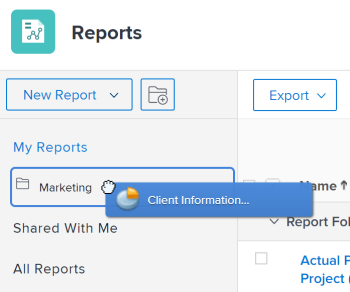 Reports
New Report
Export
My Reports
Marketing
Name
Client Information...
Report Fol
Shared With Me
Actual P
Project (
All Reports